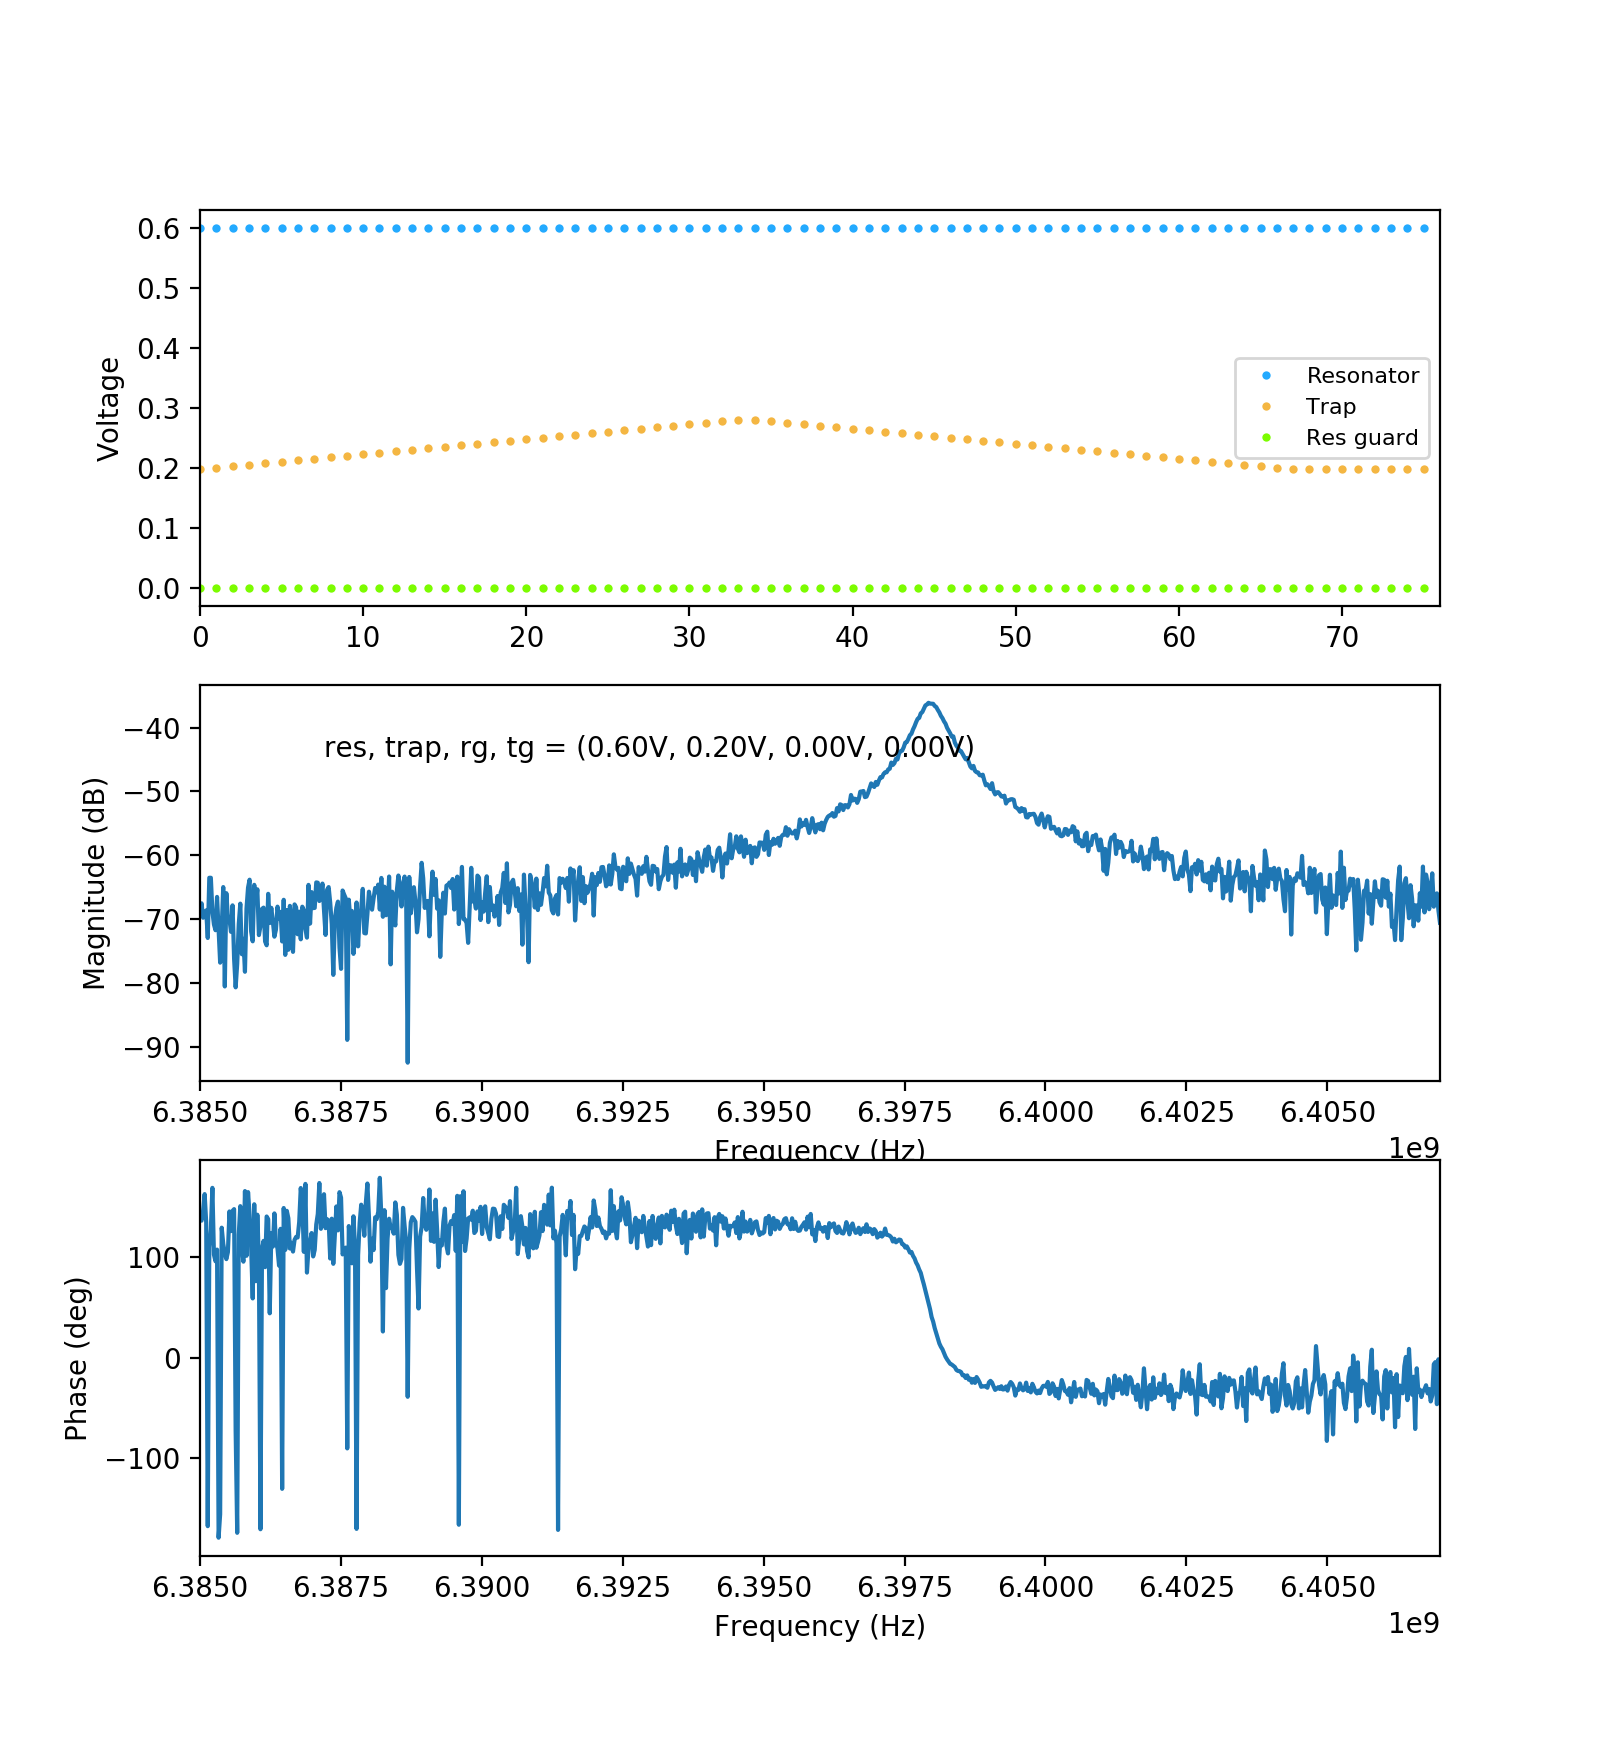 0.6
0.5
0.4
0.3
0.2
0.1
0.0
Voltage
Resonator
Trap
Res guard
0 10 20 30 40 50 60 70
−40
−50
−60
−70
−80
−90
Magnitude (dB)
res, trap, rg, tg = (0.60V, 0.20V, 0.00V, 0.00V)
6.3850 6.3875 6.3900 6.3925 6.3950 6.3975 6.4000 6.4025 6.4050
Frequency (Hz)
1e9
100
0
−100
Phase (deg)
6.3850 6.3875 6.3900 6.3925 6.3950 6.3975 6.4000 6.4025 6.4050
Frequency (Hz)
1e9